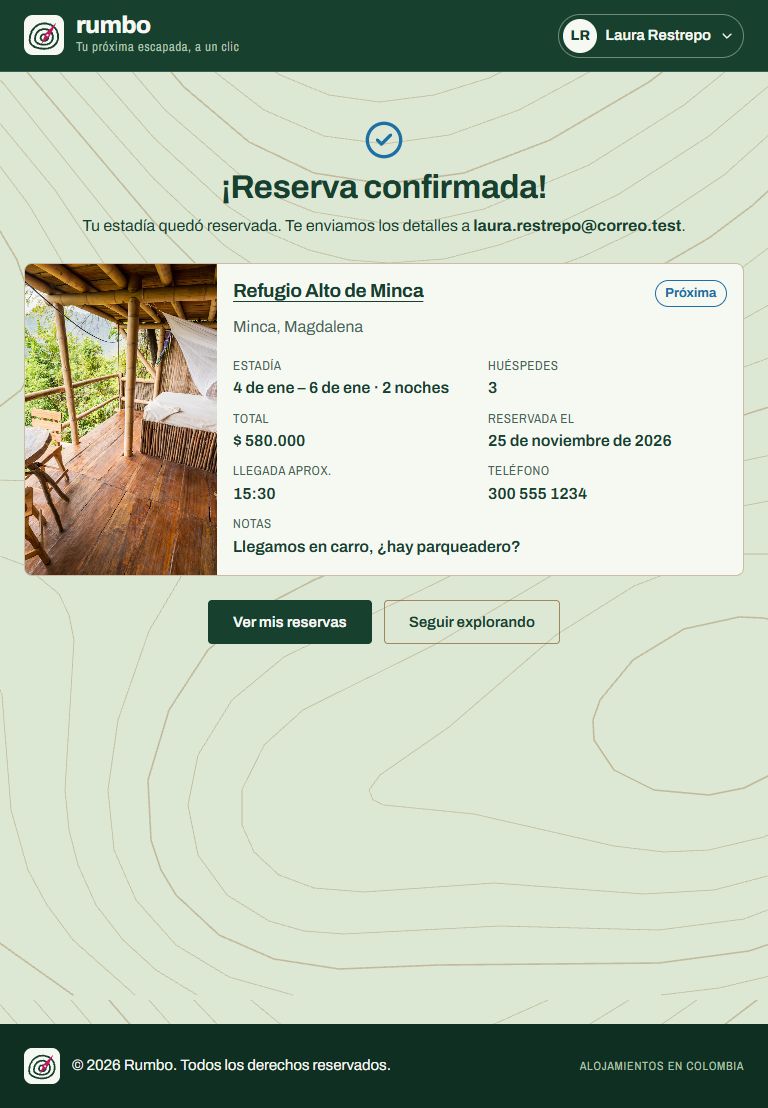 rumbo
Tu próxima escapada, a un clic
LR
Laura Restrepo
¡Reserva confirmada!
Tu estadía quedó reservada. Te enviamos los detalles a laura.restrepo@correo.test.
Refugio Alto de Minca
Próxima
Minca, Magdalena
ESTADÍA
HUÉSPEDES
4 de ene – 6 de ene · 2 noches
3
TOTAL
RESERVADA EL
$ 580.000
25 de noviembre de 2026
LLEGADA APROX.
TELÉFONO
15:30
300 555 1234
NOTAS
Llegamos en carro, ¿hay parqueadero?
Ver mis reservas
Seguir explorando
© 2026 Rumbo. Todos los derechos reservados.
ALOJAMIENTOS EN COLOMBIA